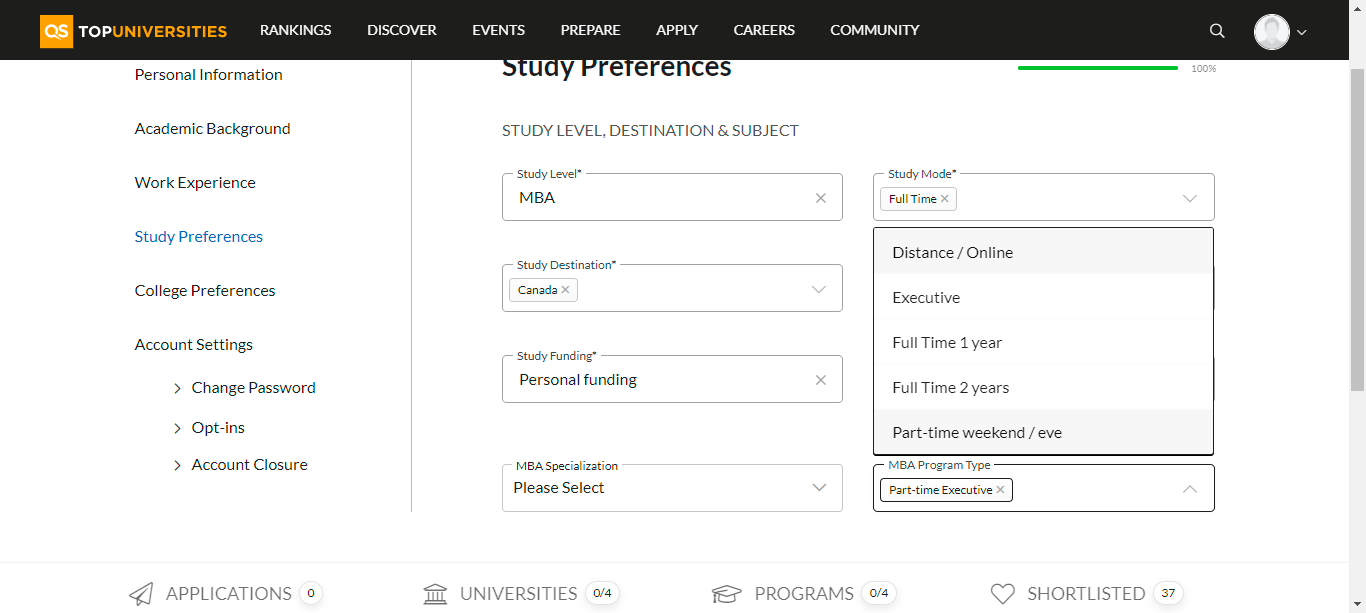 QS TOPUNIVERSITIES RANKINGS DISCOVER EVENTS PREPARE APPLY CAREERS COMMUNITY
Personal Information
Academic Background
Work Experience
Study Preferences
College Preferences
Account Settings
Change Password
Opt-ins
Account Closure
Study Preferences
100%
STUDY LEVEL, DESTINATION & SUBJECT
Study Level*
MBA
Study Mode*
Full Time
Study Destination*
Canada
Study Funding*
Personal funding
Distance / Online
Executive
Full Time 1 year
Full Time 2 years
Part-time weekend / eve
MBA Specialization
Please Select
MBA Program Type
Part-time Executive
APPLICATIONS 0
UNIVERSITIES 0/4
PROGRAMS 0/4
SHORTLISTED 37